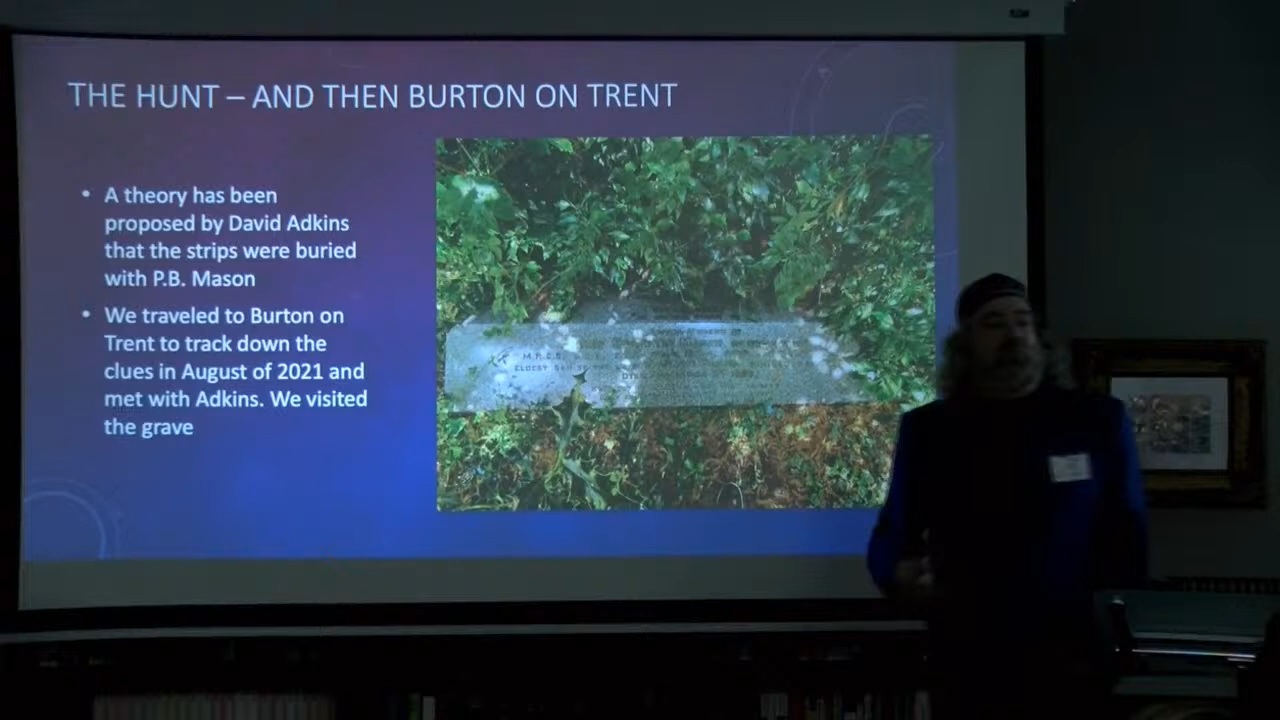 THE HUNT – AND THEN BURTON ON TRENT
• A theory has been
proposed by David Adkins
that the strips were buried
with P.B. Mason
• We traveled to Burton on
Trent to track down the
clues in August of 2021 and
met with Adkins. We visited
the grave
M.R.C.S.